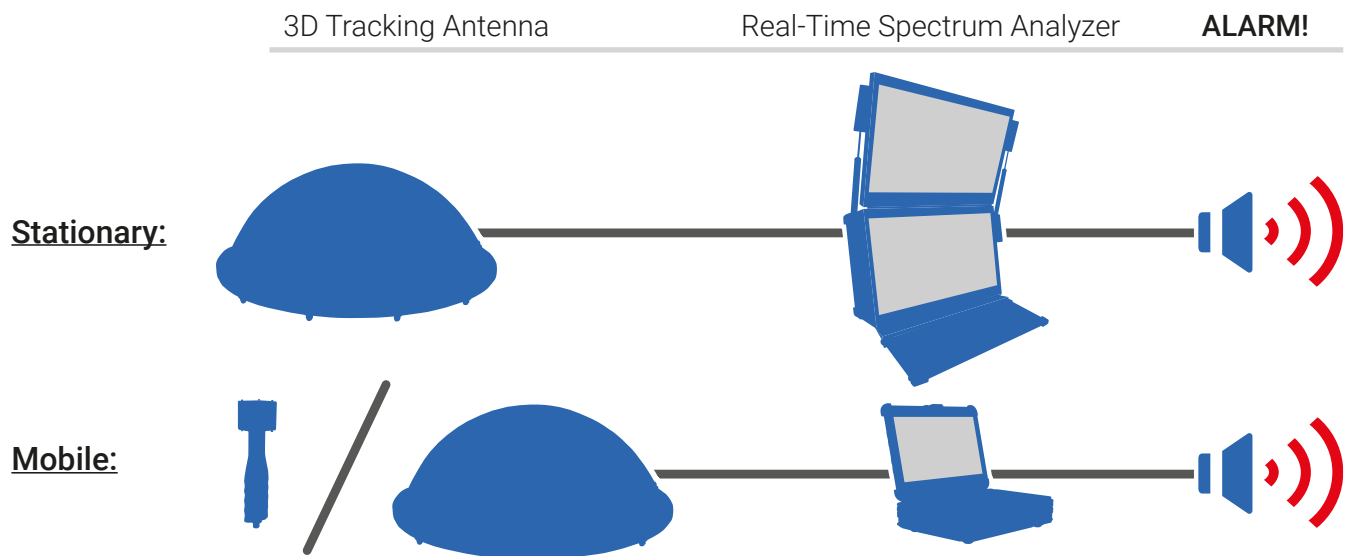 3D Tracking Antenna
Real-Time Spectrum Analyzer
ALARM!
Stationary:
Mobile: